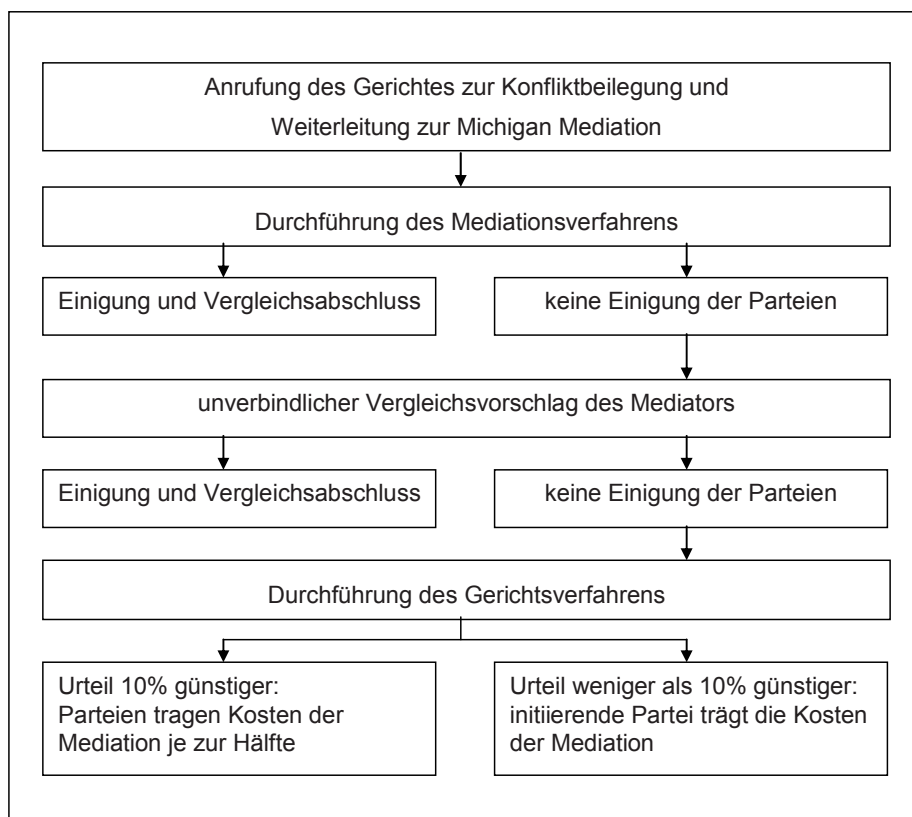 Anrufung des Gerichtes zur Konfliktbeilegung und
Weiterleitung zur Michigan Mediation
Durchführung des Mediationsverfahrens
Einigung und Vergleichsabschluss
keine Einigung der Parteien
unverbindlicher Vergleichsvorschlag des Mediators
Einigung und Vergleichsabschluss
keine Einigung der Parteien
Durchführung des Gerichtsverfahrens
Urteil 10% günstiger:
Parteien tragen Kosten der
Mediation je zur Hälfte
Urteil weniger als 10% günstiger:
initiierende Partei trägt die Kosten
der Mediation